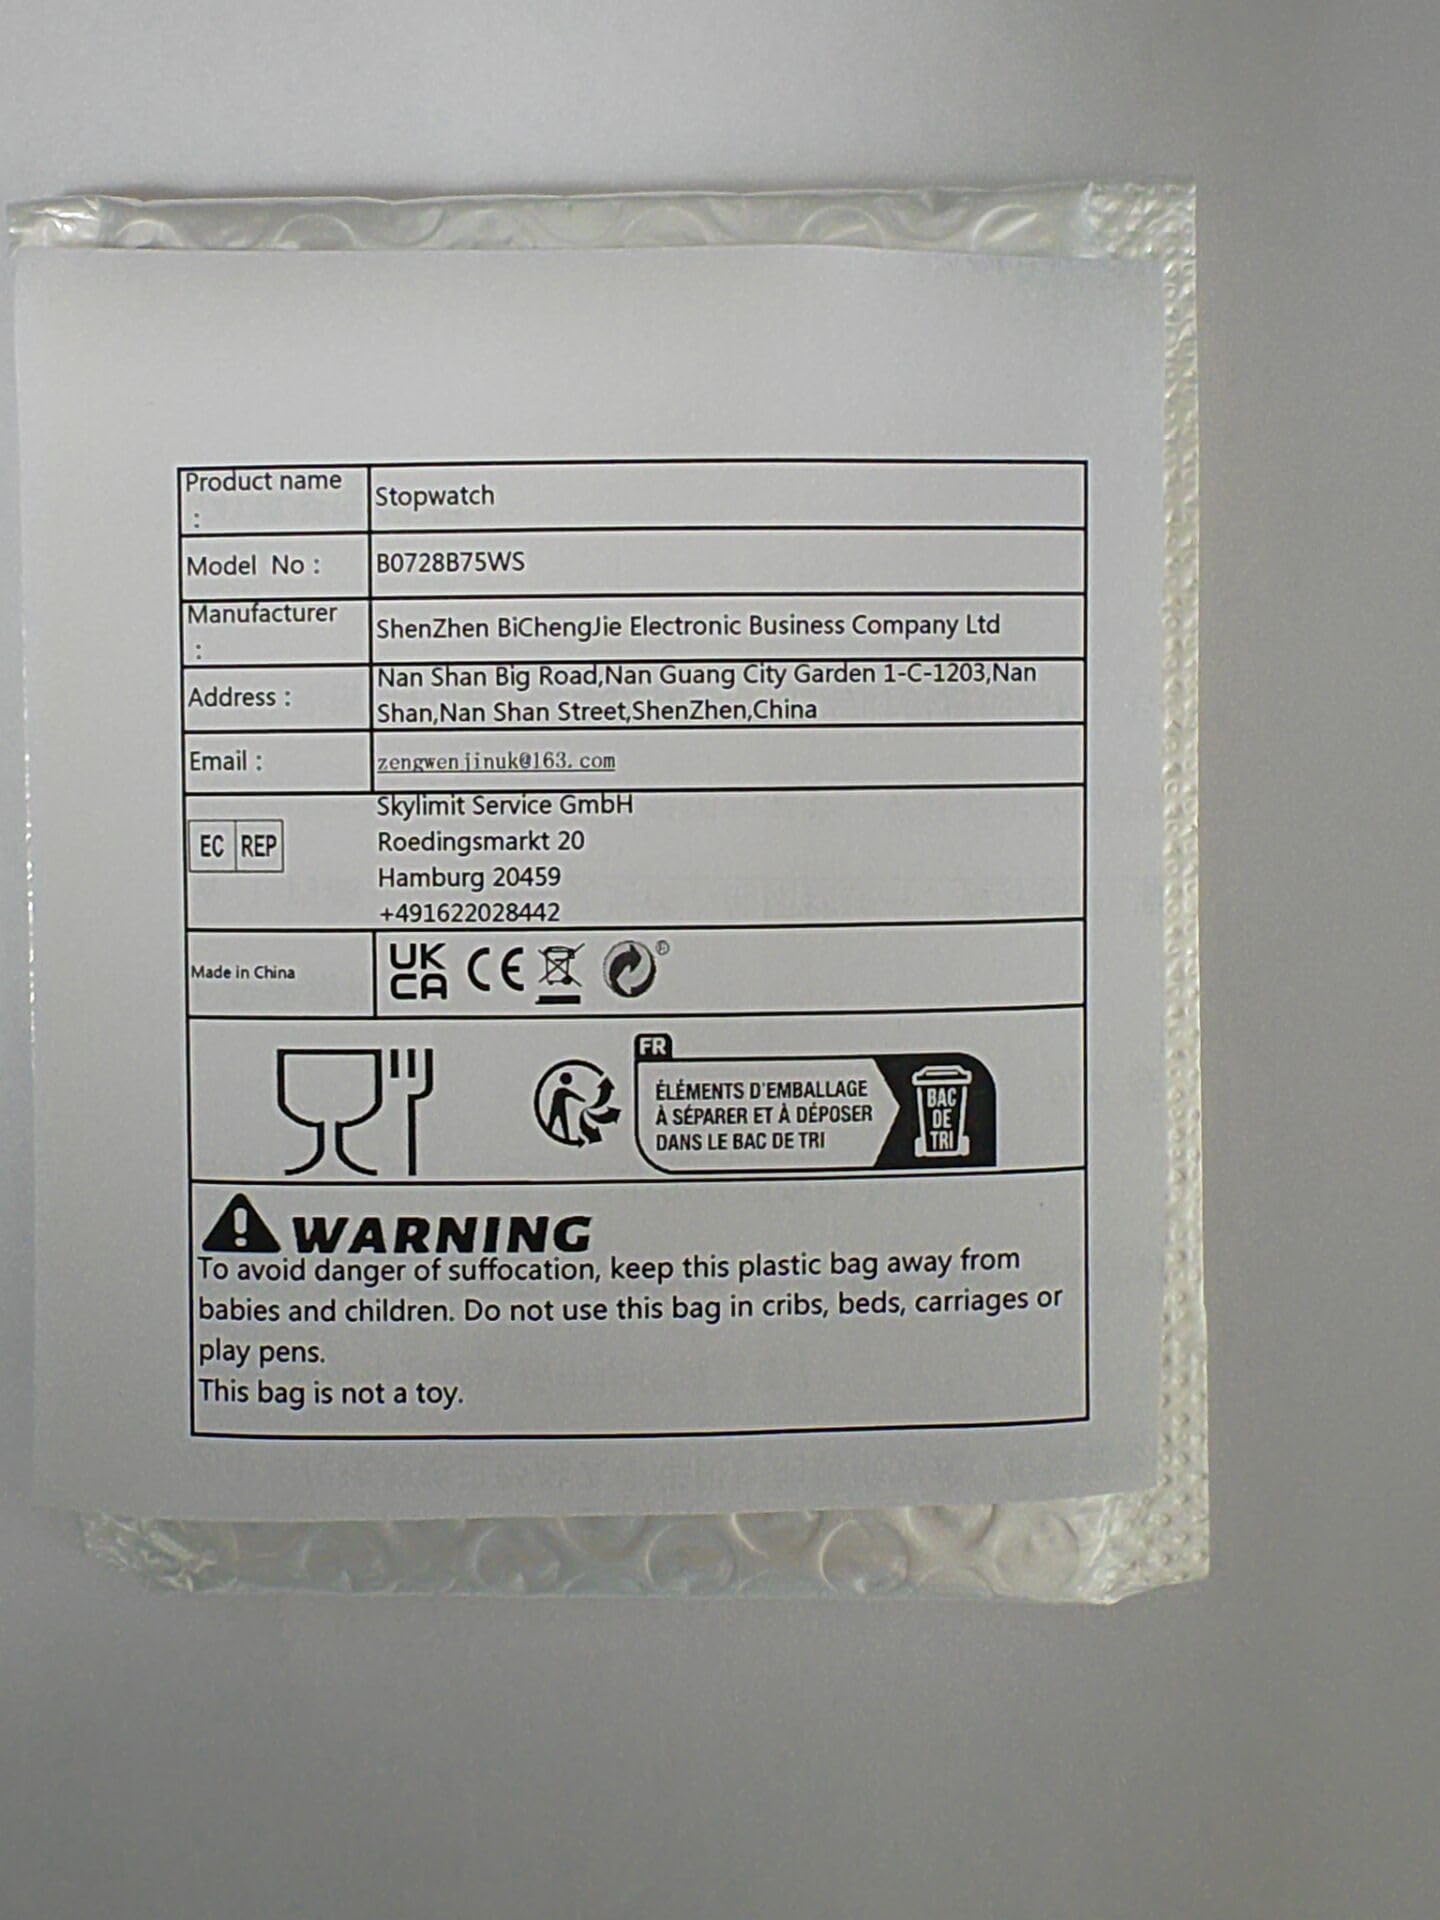 Product name
:
Stopwatch
Model No :
B0728B75WS
Manufacturer
:
ShenZhen BiChengJie Electronic Business Company Ltd
Address :
Nan Shan Big Road,Nan Guang City Garden 1-C-1203,Nan
Shan,Nan Shan Street,ShenZhen,China
Email :
zengwenjinuk@163.com
EC REP
Skylimit Service GmbH
Roedingsmarkt 20
Hamburg 20459
+491622028442
Made in China
UK
CA
CE
®
FR
ÉLÉMENTS D'EMBALLAGE
À SÉPARER ET À DÉPOSER
DANS LE BAC DE TRI
BAC
DE
TRI
WARNING
To avoid danger of suffocation, keep this plastic bag away from
babies and children. Do not use this bag in cribs, beds, carriages or
play pens.
This bag is not a toy.